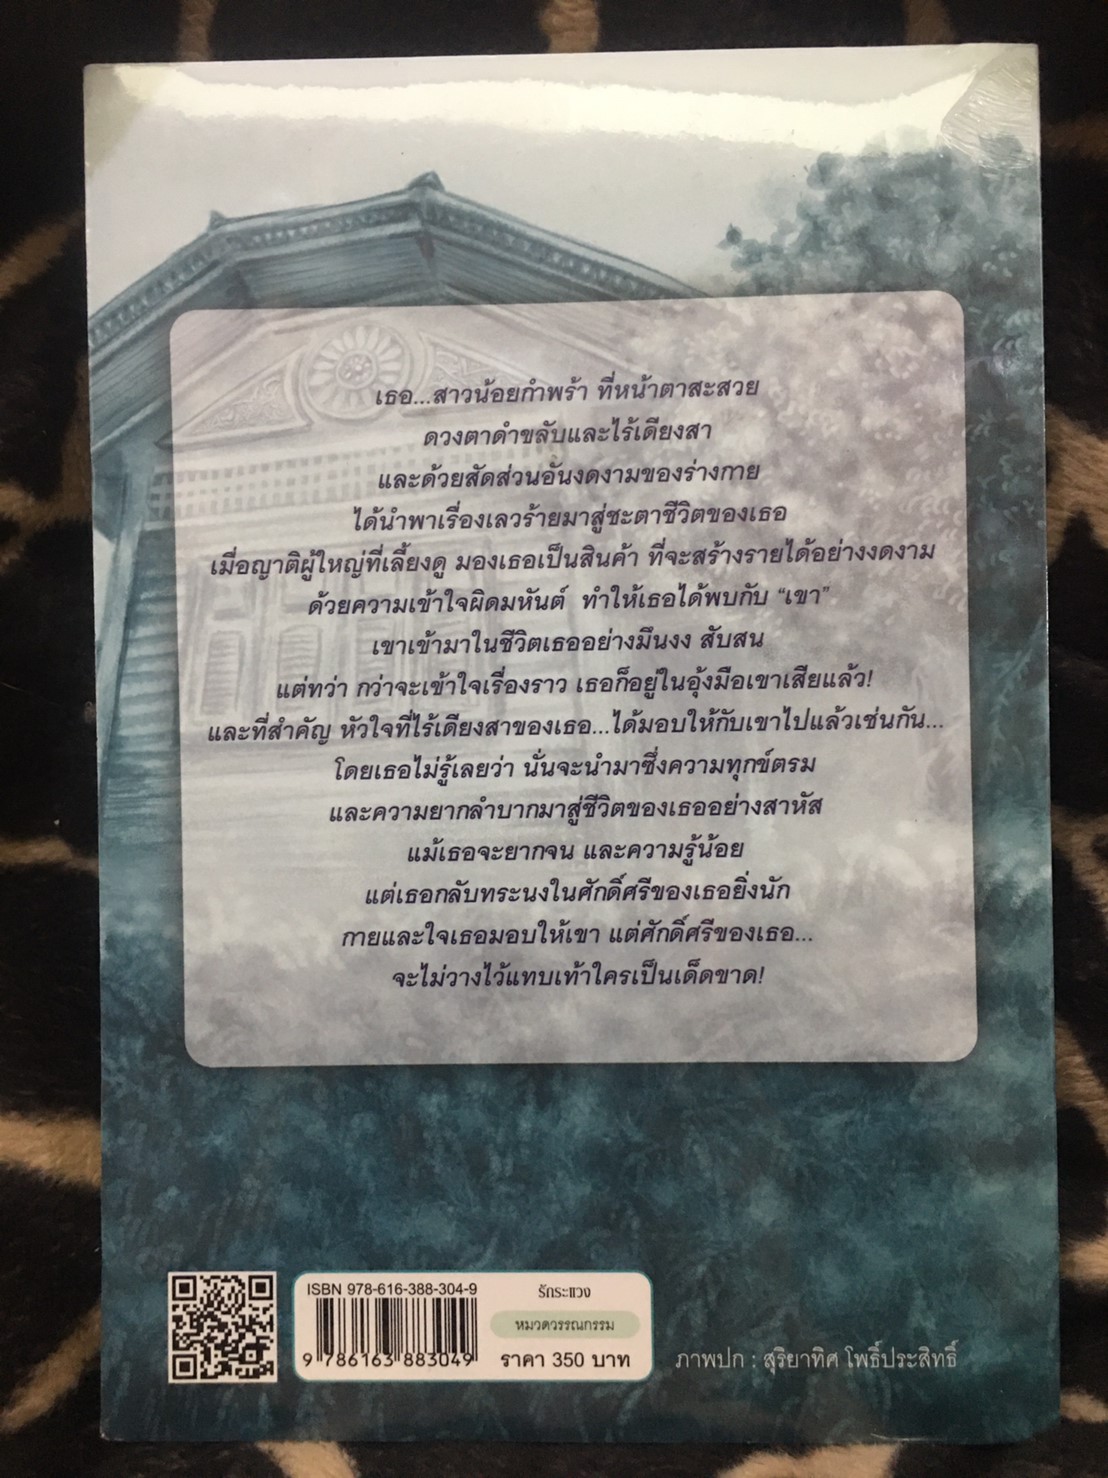 เธอ...สาวน้อยกำพร้า ที่หน้าตาสะสวย
ดวงตาดำขลับและไร้เดียงสา
และด้วยสัดส่วนอันงดงามของร่างกาย
ได้นำพาเรื่องเลวร้ายมาสู่ชะตาชีวิตของเธอ
เมื่อญาติผู้ใหญ่ที่เลี้ยงดู มองเธอเป็นสินค้า ที่จะสร้างรายได้อย่างงดงาม
ด้วยความเข้าใจผิดมหันต์ ทำให้เธอได้พบกับ “เขา”
เขาเข้ามาในชีวิตเธออย่างมึนงง สับสน
แต่ทว่า กว่าจะเข้าใจเรื่องราว เธอก็อยู่ในอุ้งมือเขาเสียแล้ว!
และที่สำคัญ หัวใจที่ไร้เดียงสาของเธอ...ได้มอบให้กับเขาไปแล้วเช่นกัน...
โดยเธอไม่รู้เลยว่า นั่นจะนำมาซึ่งความทุกข์ตรม
และความยากลำบากมาสู่ชีวิตของเธออย่างสาหัส
แม้เธอจะยากจน และความรู้น้อย
แต่เธอกลับทระนงในศักดิ์ศรีของเธอยิ่งนัก
กายและใจเธอมอบให้เขา แต่ศักดิ์ศรีของเธอ...
จะไม่วางไว้แทบเท้าใครเป็นเด็ดขาด!
ISBN 978-616-388-304-9
9 786163 883049
รักระแวง
หมวดวรรณกรรม
ราคา 350 บาท
ภาพปก : สุริยาทิศ โพธิ์ประสิทธิ์